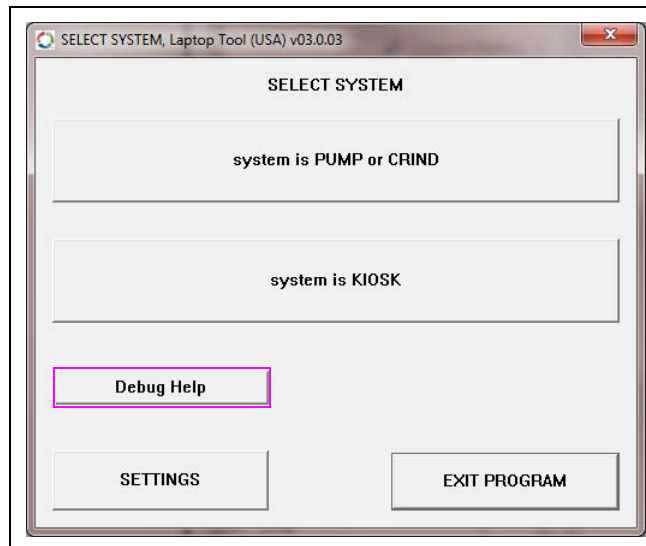 SELECT SYSTEM, Laptop Tool (USA) v03.0.03
SELECT SYSTEM
system is PUMP or CRIND
system is KIOSK
Debug Help
SETTINGS
EXIT PROGRAM